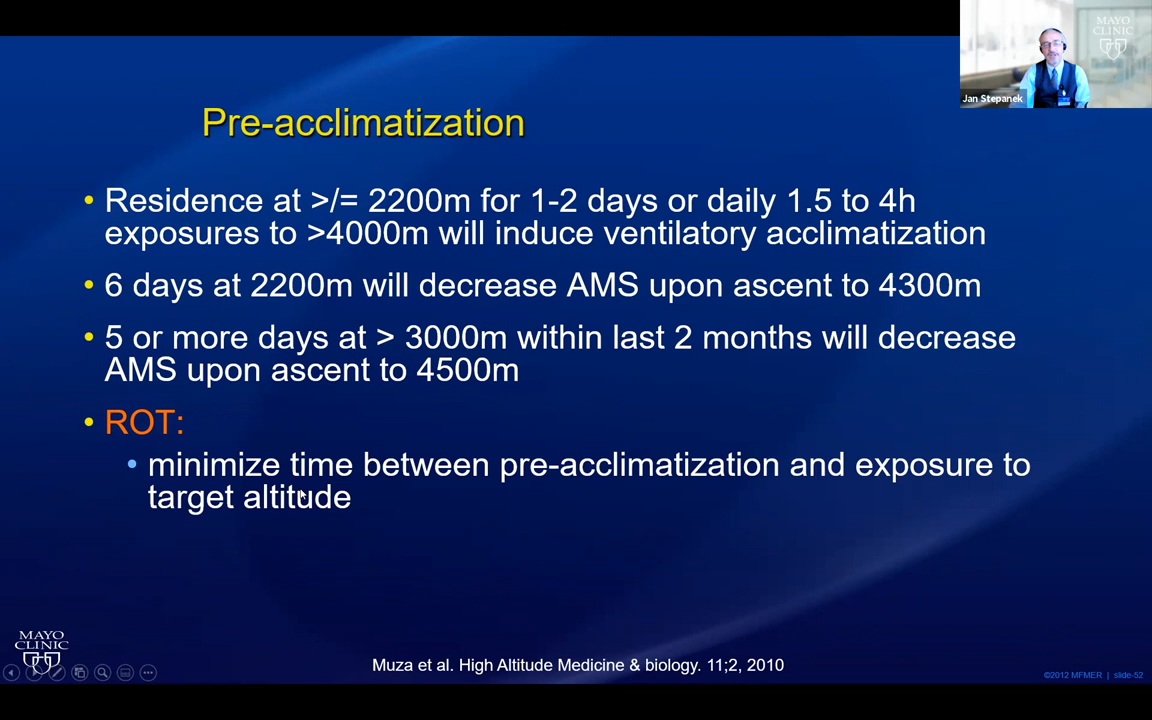 MAYO
CLINIC
Jan Stepanek
Pre-acclimatization
• Residence at >/= 2200m for 1-2 days or daily 1.5 to 4h
exposures to >4000m will induce ventilatory acclimatization
• 6 days at 2200m will decrease AMS upon ascent to 4300m
• 5 or more days at > 3000m within last 2 months will decrease
AMS upon ascent to 4500m
• ROT:
• minimize time between pre-acclimatization and exposure to
target altitude
MAYO
CLINIC
Muza et al. High Altitude Medicine & biology. 11;2, 2010
©2012 MFMER | slide-52